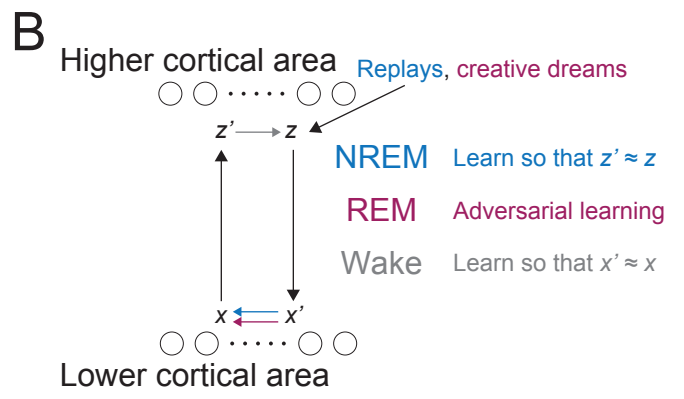 B
Higher cortical area
Replays, creative dreams
z’ z
NREM Learn so that z’ ≈ z
REM Adversarial learning
Wake Learn so that x’ ≈ x
x x’
Lower cortical area